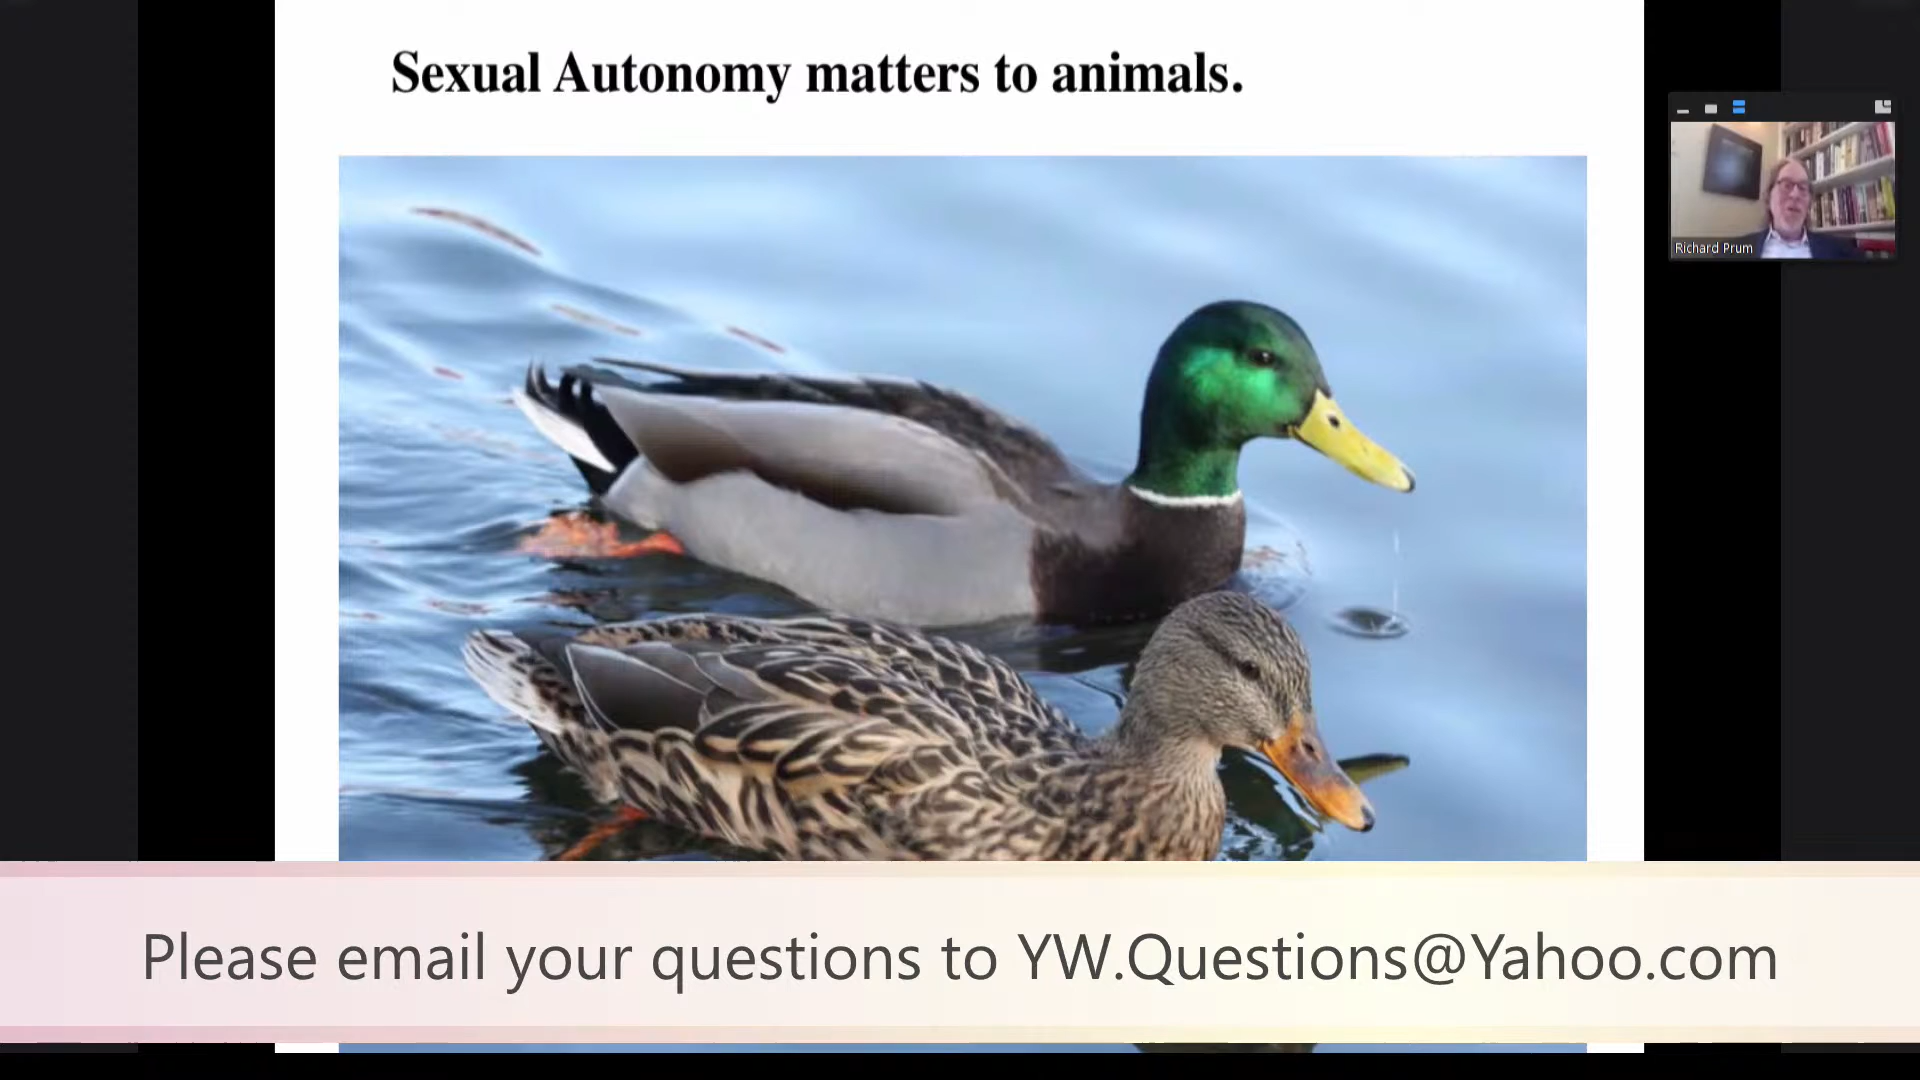 Sexual Autonomy matters to animals.
Richard Prum
Please email your questions to YW.Questions@Yahoo.com